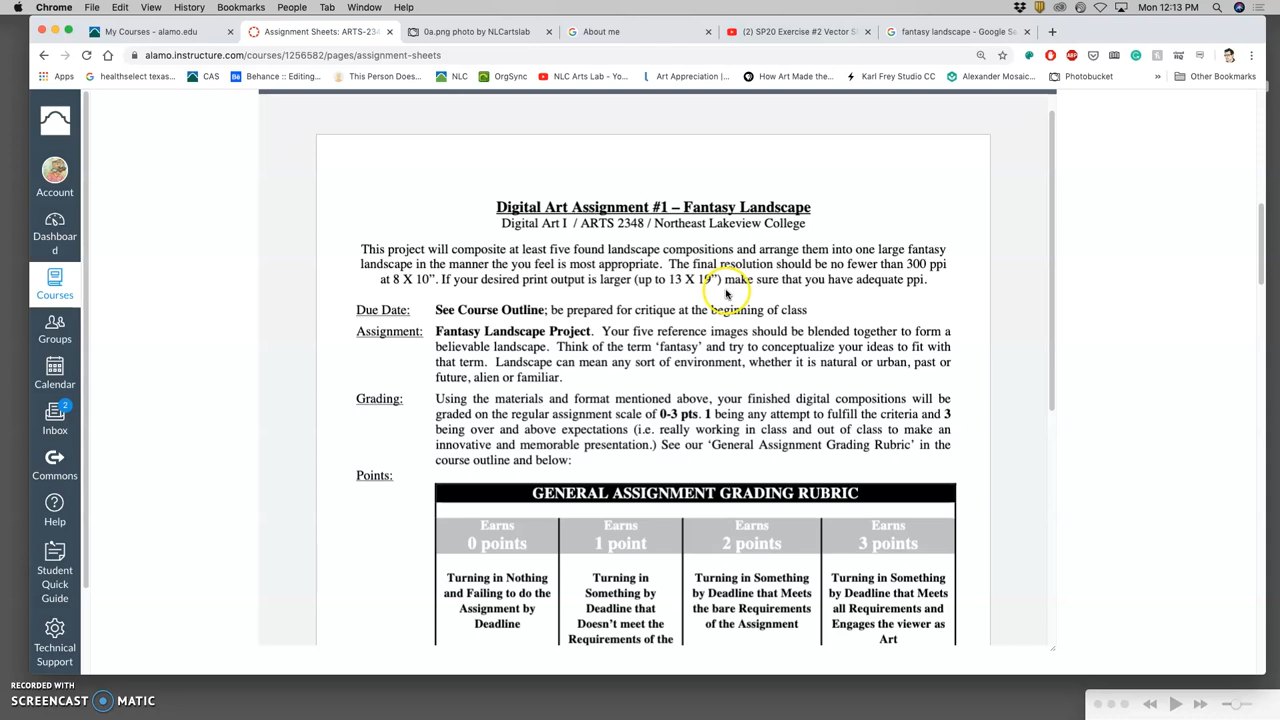 Chrome File Edit View History Bookmarks People Tab Window Help Mon 12:13 PM
My Courses - alamo.edu Assignment Sheets: ARTS-234 0a.png photo by NLCartslab About me (2) SP20 Exercise #2 Vector S fantasy landscape - Google Se
alamo.instructure.com/courses/1256582/pages/assignment-sheets
Apps healthselect texas... CAS Behance :: Editing... This Person Does... NLC OrgSync NLC Arts Lab - Yo... Art Appreciation |... How Art Made the... Karl Frey Studio CC Alexander Mosaic... Photobucket » Other Bookmarks
Account
Dashboar
d
Courses
Groups
Calendar
2
Inbox
Commons
Help
Student
Quick
Guide
Technical
Support
Digital Art Assignment #1 – Fantasy Landscape
Digital Art I / ARTS 2348 / Northeast Lakeview College
This project will composite at least five found landscape compositions and arrange them into one large fantasy
landscape in the manner the you feel is most appropriate. The final resolution should be no fewer than 300 ppi
at 8 X 10”. If your desired print output is larger (up to 13 X 19”) make sure that you have adequate ppi.
Due Date: See Course Outline; be prepared for critique at the beginning of class
Assignment: Fantasy Landscape Project. Your five reference images should be blended together to form a
believable landscape. Think of the term ‘fantasy’ and try to conceptualize your ideas to fit with
that term. Landscape can mean any sort of environment, whether it is natural or urban, past or
future, alien or familiar.
Grading: Using the materials and format mentioned above, your finished digital compositions will be
graded on the regular assignment scale of 0-3 pts. 1 being any attempt to fulfill the criteria and 3
being over and above expectations (i.e. really working in class and out of class to make an
innovative and memorable presentation.) See our ‘General Assignment Grading Rubric’ in the
course outline and below:
Points:
GENERAL ASSIGNMENT GRADING RUBRIC
Earns Earns Earns Earns
0 points 1 point 2 points 3 points
Turning in Nothing Turning in Turning in Something Turning in Something
and Failing to do the Something by by Deadline that Meets by Deadline that Meets
Assignment by Deadline that the bare Requirements all Requirements and
Deadline Doesn’t meet the of the Assignment Engages the viewer as
Requirements of the Art
RECORDED WITH
SCREENCAST MATIC